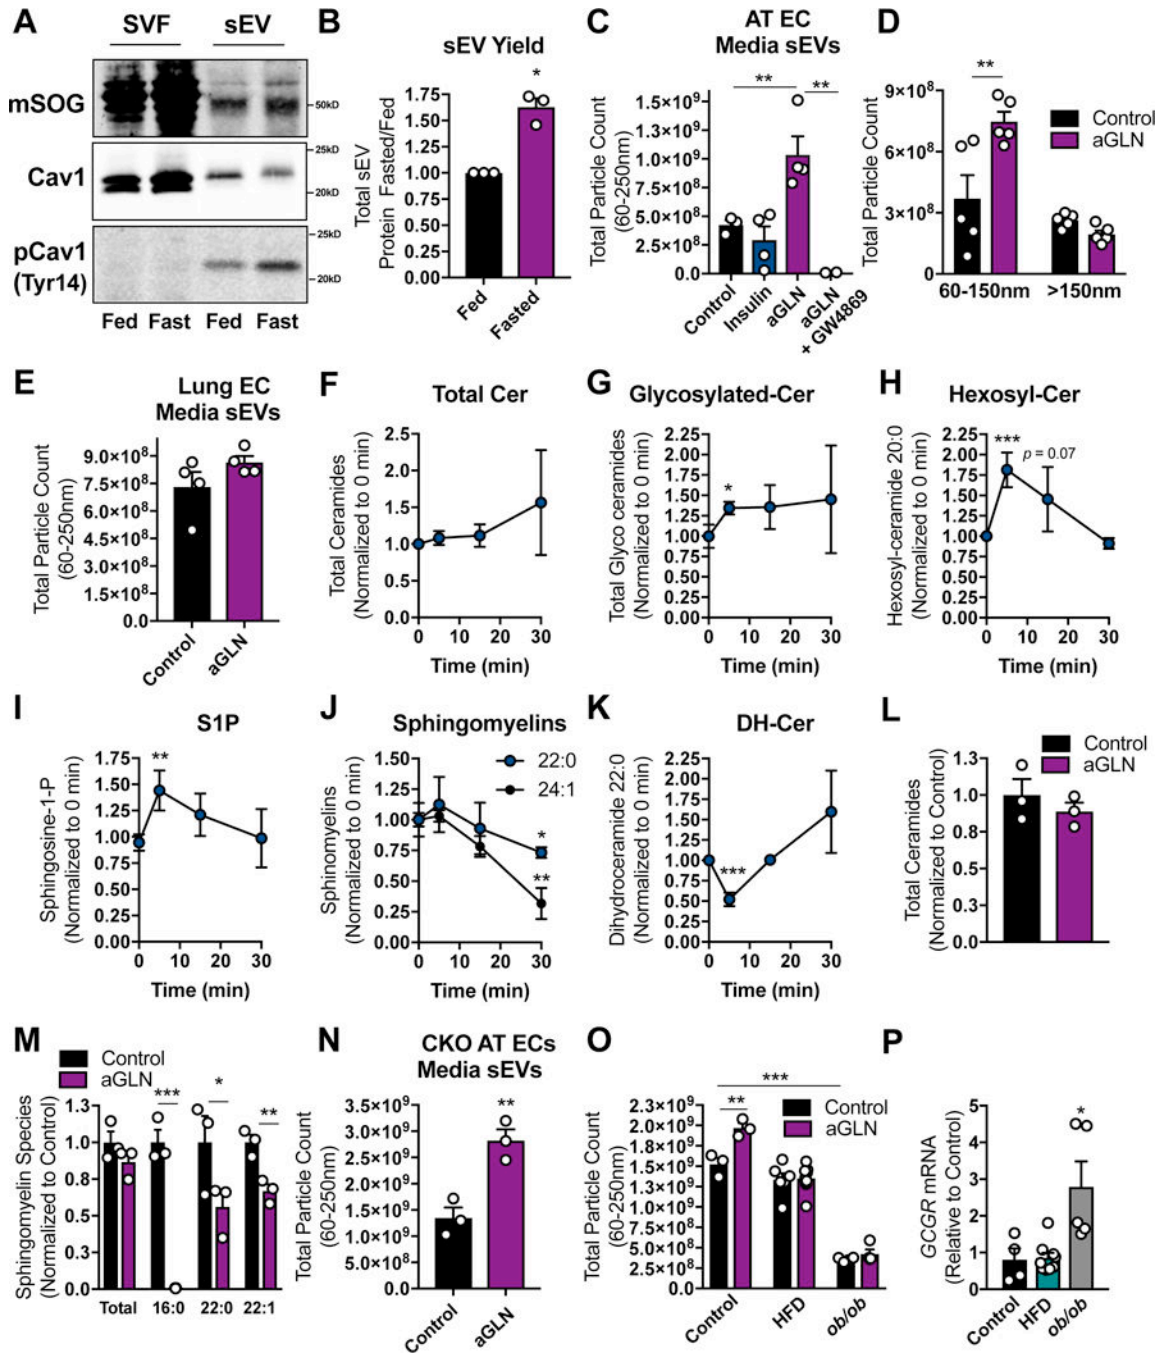 A
SVF
sEV
mSOG
50kD
Cav1
25kD
20kD
pCav1
(Tyr14)
25kD
20kD
Fed Fast Fed Fast
B
sEV Yield
Total sEV
Protein Fasted/Fed
1.75
1.50
1.25
1.00
0.75
0.50
0.25
0.00
*
Fed
Fasted
C
AT EC
Media sEVs
Total Particle Count
(60-250nm)
1.5×10⁹
1.3×10⁹
1.0×10⁹
7.5×10⁸
5.0×10⁸
2.5×10⁸
0.0
** **
Control
Insulin
aGLN
aGLN
+ GW4869
D
Total Particle Count
9×10⁸
6×10⁸
3×10⁸
0
**
Control
aGLN
60-150nm >150nm
E
Lung EC
Media sEVs
Total Particle Count
(60-250nm)
9.0×10⁸
7.5×10⁸
6.0×10⁸
4.5×10⁸
3.0×10⁸
1.5×10⁸
0.0
Control
aGLN
F
Total Cer
Total Ceramides
(Normalized to 0 min)
2.5
2.0
1.5
1.0
0.5
0.0
0 10 20 30
Time (min)
G
Glycosylated-Cer
Total Glyco ceramides
(Normalized to 0 min)
2.25
2.00
1.75
1.50
1.25
1.00
0.75
0.50
0.25
0.00
*
0 10 20 30
Time (min)
H
Hexosyl-Cer
Hexosyl-ceramide 20:0
(Normalized to 0 min)
2.25
2.00
1.75
1.50
1.25
1.00
0.75
0.50
0.25
0.00
***
p = 0.07
0 10 20 30
Time (min)
I
S1P
Sphingosine-1-P
(Normalized to 0 min)
1.75
1.50
1.25
1.00
0.75
0.50
0.25
0.00
**
0 10 20 30
Time (min)
J
Sphingomyelins
Sphinomyelins
(Normalized to 0 min)
1.50
1.25
1.00
0.75
0.50
0.25
0.00
22:0
24:1
*
**
0 10 20 30
Time (min)
K
DH-Cer
Dihydroceramide 22:0
(Normalized to 0 min)
2.25
2.00
1.75
1.50
1.25
1.00
0.75
0.50
0.25
0.00
***
0 10 20 30
Time (min)
L
Total Ceramides
(Normalized to Control)
1.3
1.0
0.8
0.5
0.3
0.0
Control
aGLN
M
Control
aGLN
Sphingomyelin Species
(Normalized to Control)
1.3
1.0
0.8
0.5
0.3
0.0
*** * **
Total 16:0 22:0 22:1
N
CKO AT ECs
Media sEVs
Total Particle Count
(60-250nm)
3.5×10⁹
3.0×10⁹
2.5×10⁹
2.0×10⁹
1.5×10⁹
1.0×10⁹
5.0×10⁸
0.0
**
Control
aGLN
O
Total Particle Count
(60-250nm)
2.3×10⁹
2.0×10⁹
1.8×10⁹
1.5×10⁹
1.3×10⁹
1.0×10⁹
7.5×10⁸
5.0×10⁸
2.5×10⁸
0.0
***
**
Control
aGLN
Control
HFD
ob/ob
P
GCGR mRNA
(Relative to Control)
5
4
3
2
1
0
*
Control
HFD
ob/ob